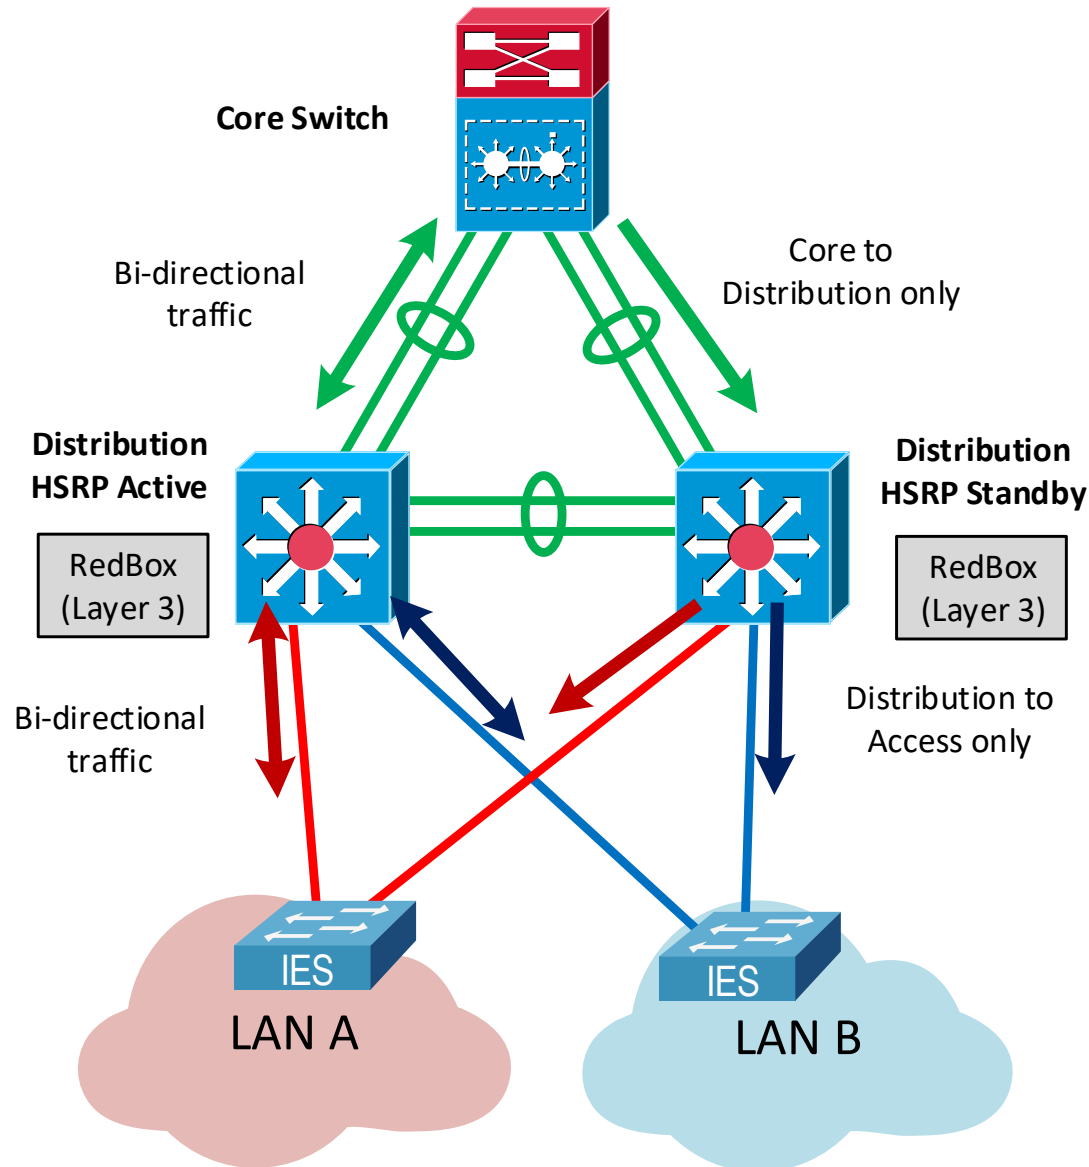 Core Switch
Bi-directional
traffic
Core to
Distribution only
Distribution
HSRP Active
Distribution
HSRP Standby
RedBox
(Layer 3)
RedBox
(Layer 3)
Bi-directional
traffic
Distribution to
Access only
IES
IES
LAN A
LAN B